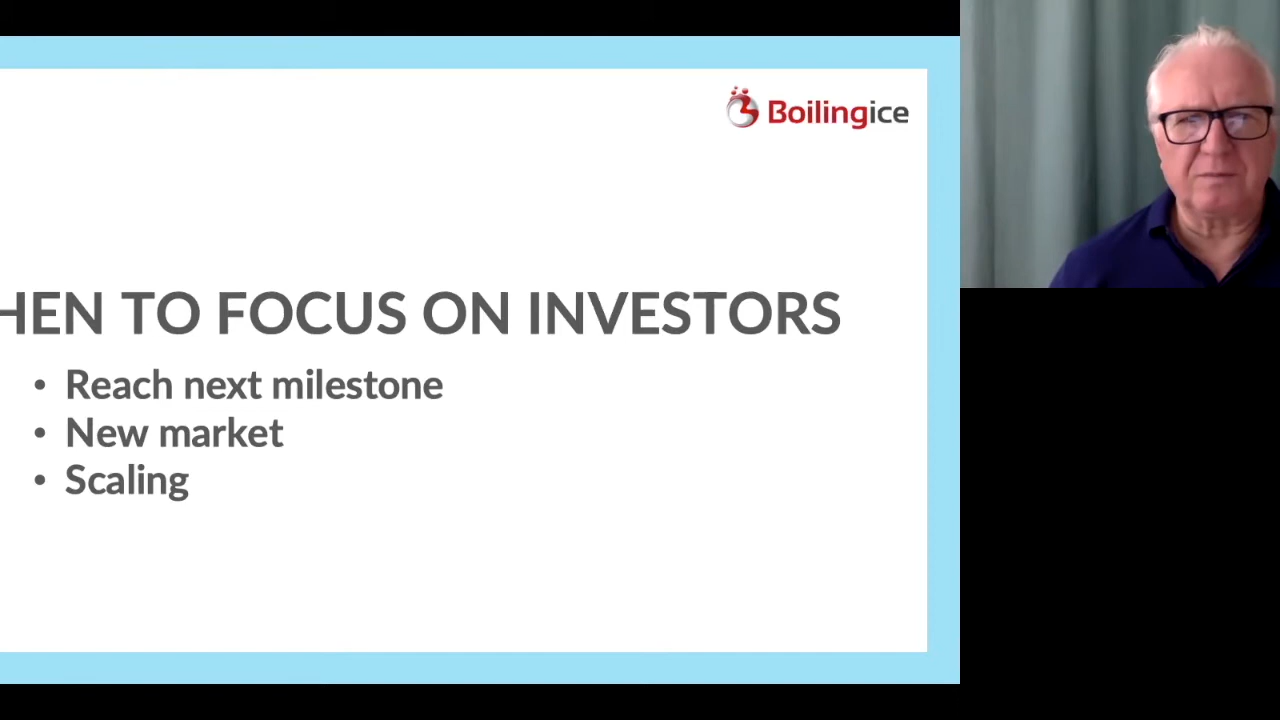 Boilingice
HEN TO FOCUS ON INVESTORS
• Reach next milestone
• New market
• Scaling